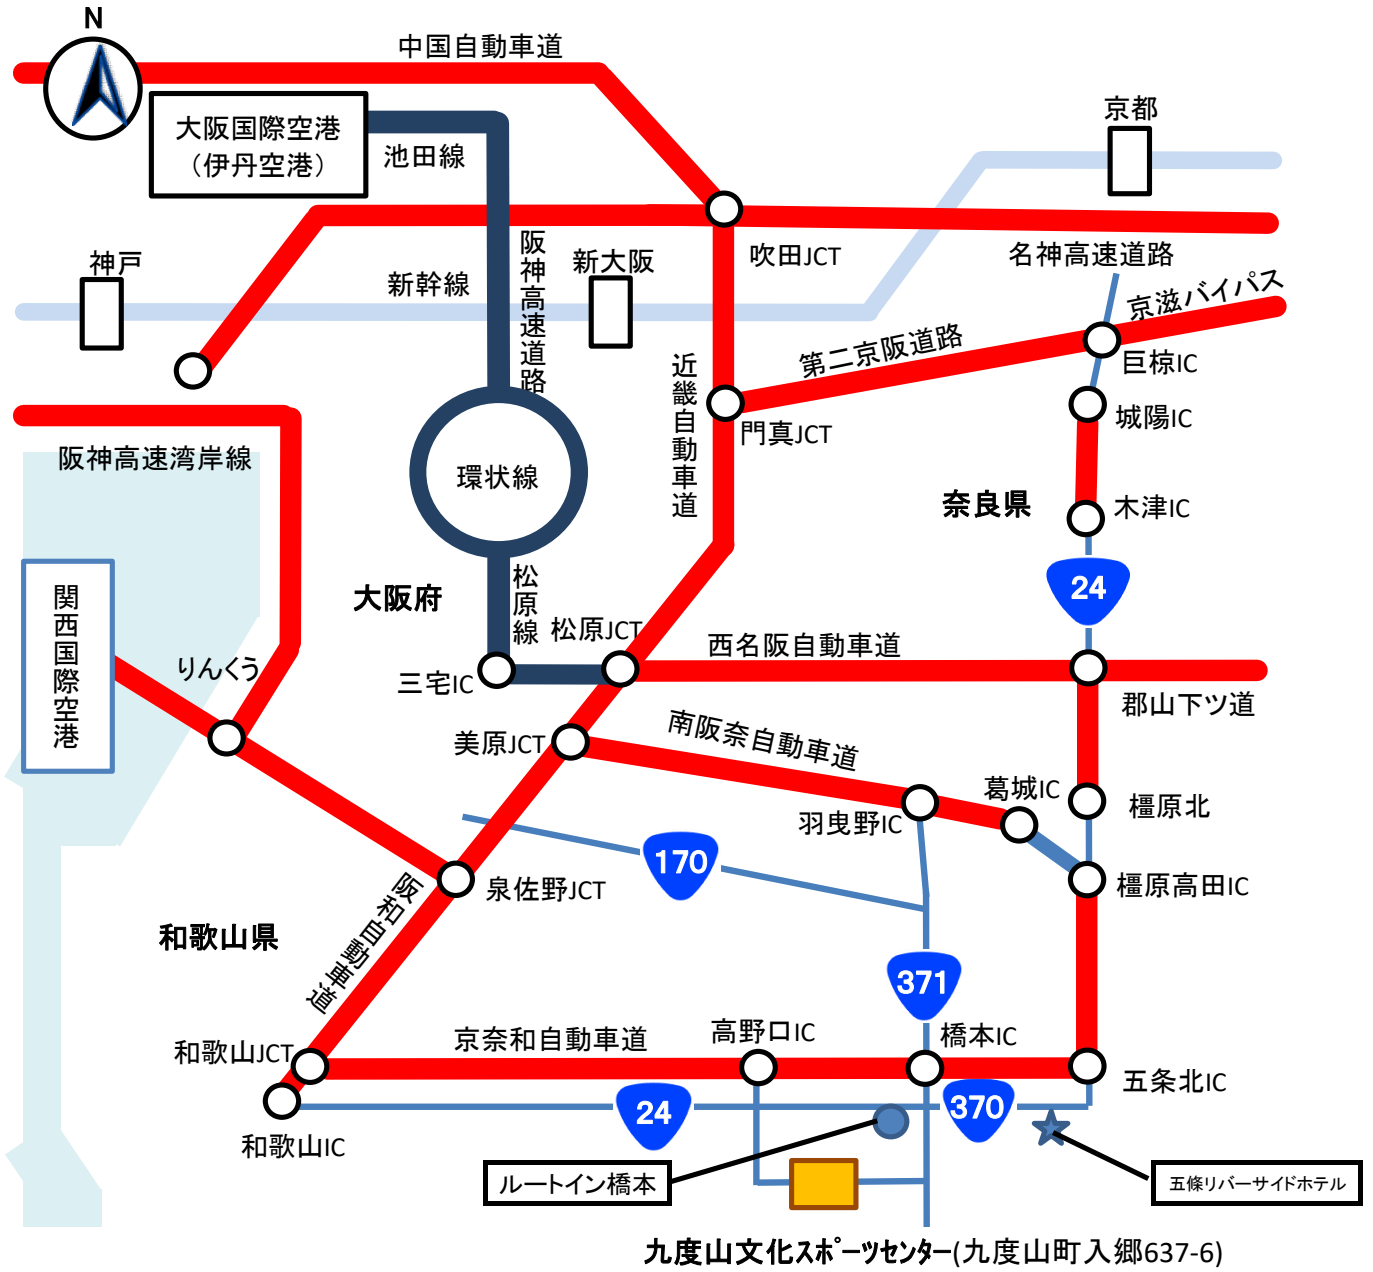 N
中国自動車道
大阪国際空港
（伊丹空港）
池田線
京都
阪神高速道路
吹田JCT
名神高速道路
神戸
新幹線
新大阪
京滋バイパス
第二京阪道路
巨椋IC
近畿自動車道
城陽IC
門真JCT
阪神高速湾岸線
環状線
奈良県
木津IC
24
関西国際空港
大阪府
松原線
松原JCT
西名阪自動車道
りんくう
三宅IC
郡山下ツ道
美原JCT
南阪奈自動車道
葛城IC
橿原北
羽曳野IC
170
泉佐野JCT
橿原高田IC
阪和自動車道
和歌山県
371
高野口IC
橋本IC
京奈和自動車道
和歌山JCT
五条北IC
24
370
和歌山IC
ルートイン橋本
五條リバーサイドホテル
九度山文化スポーツセンター(九度山町入郷637-6)